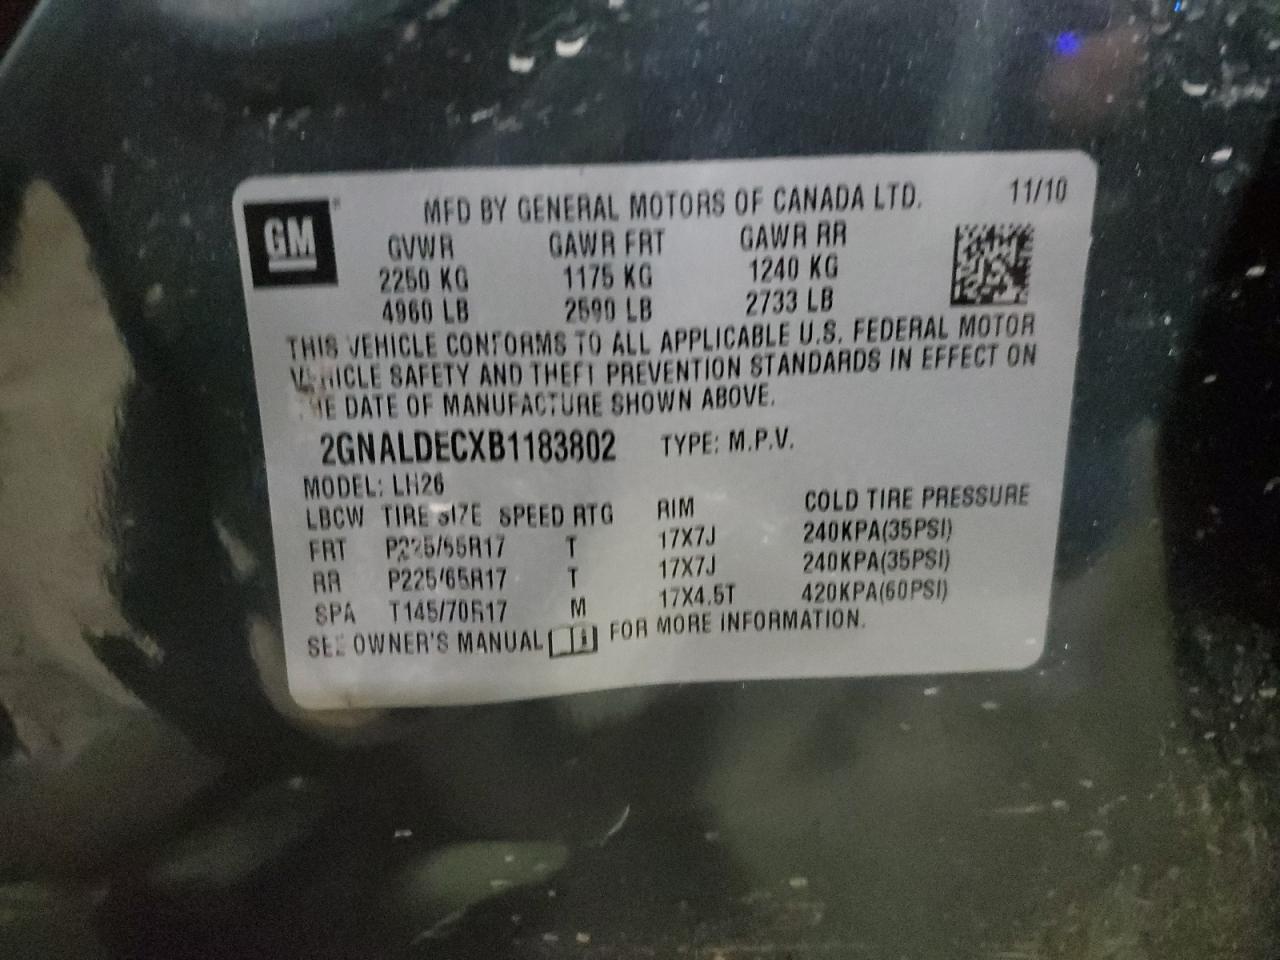 GM
MFD BY GENERAL MOTORS OF CANADA LTD. 11/10
GVWR GAWR FRT GAWR RR
2250 KG 1175 KG 1240 KG
4960 LB 2590 LB 2733 LB
THIS VEHICLE CONFORMS TO ALL APPLICABLE U.S. FEDERAL MOTOR
VEHICLE SAFETY AND THEFT PREVENTION STANDARDS IN EFFECT ON
THE DATE OF MANUFACTURE SHOWN ABOVE.
2GNALDECXB1183802 TYPE: M.P.V.
MODEL: LH26
LBCW TIRE SIZE SPEED RTG RIM COLD TIRE PRESSURE
FRT P225/65R17 T 17X7J 240KPA(35PSI)
RR P225/65R17 T 17X7J 240KPA(35PSI)
SPA T145/70R17 M 17X4.5T 420KPA(60PSI)
SEE OWNER'S MANUAL FOR MORE INFORMATION.